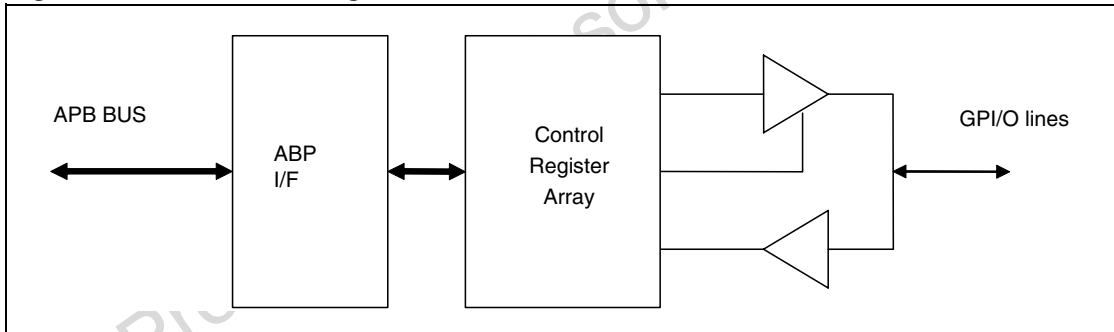 APB BUS
ABP
I/F
Control
Register
Array
GPI/O lines